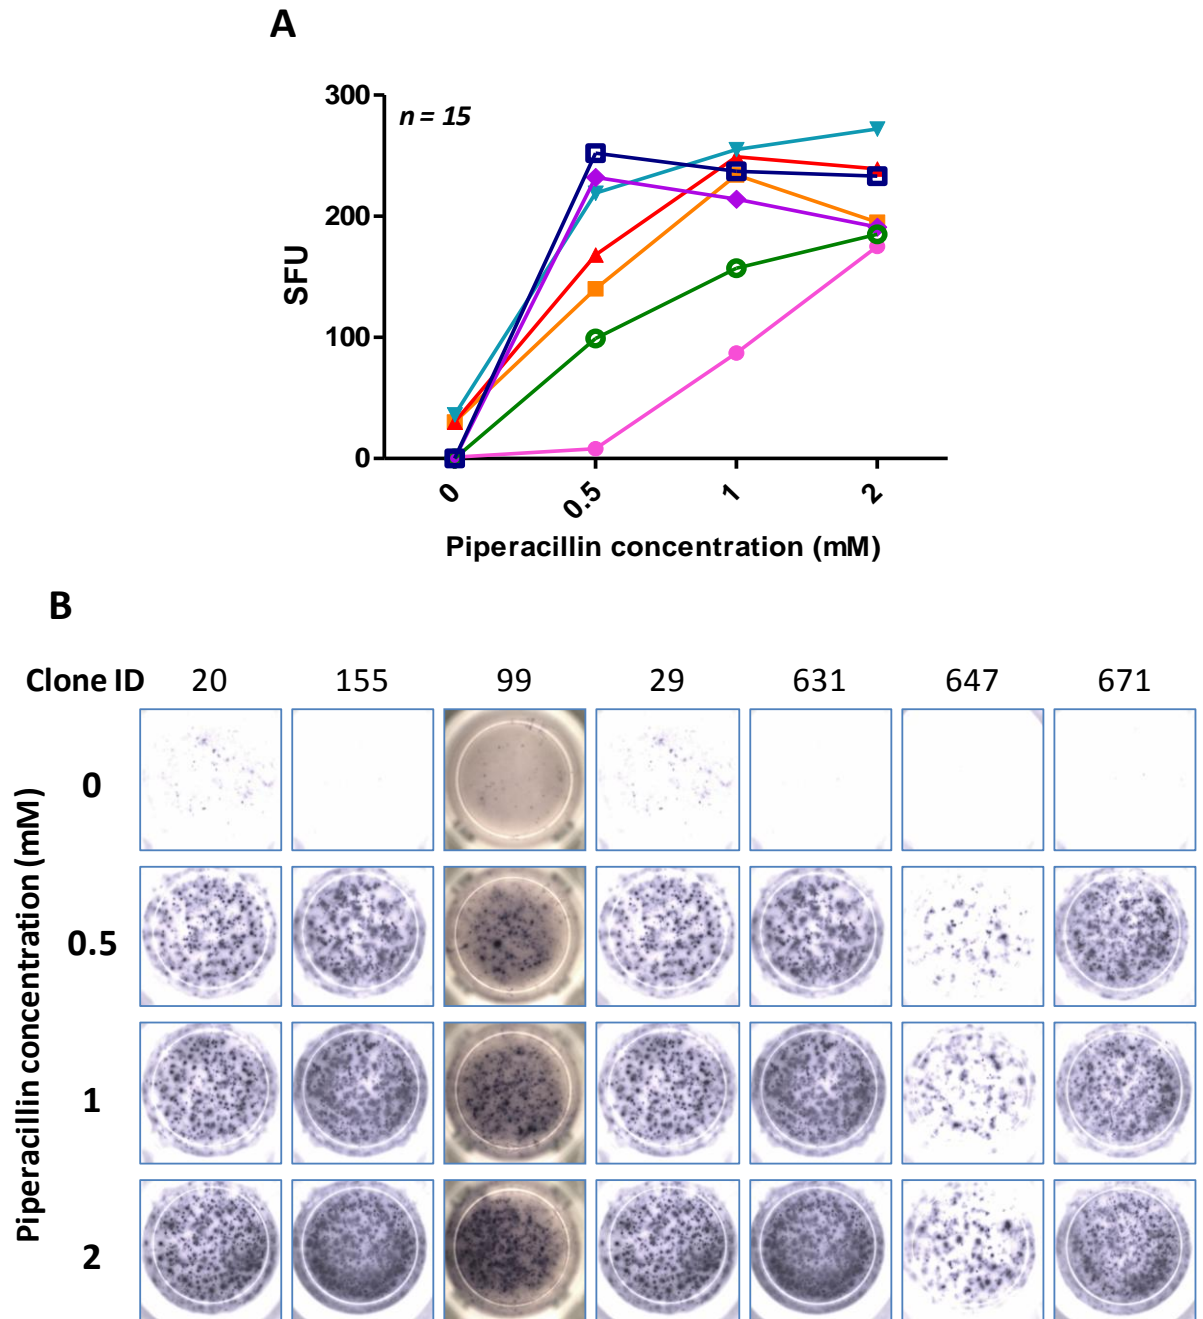 A
300
n = 15
200
SFU
100
0
0 0.5 1 2
Piperacillin concentration (mM)
B
Clone ID 20 155 99 29 631 647 671
Piperacillin concentration (mM)
0
0.5
1
2